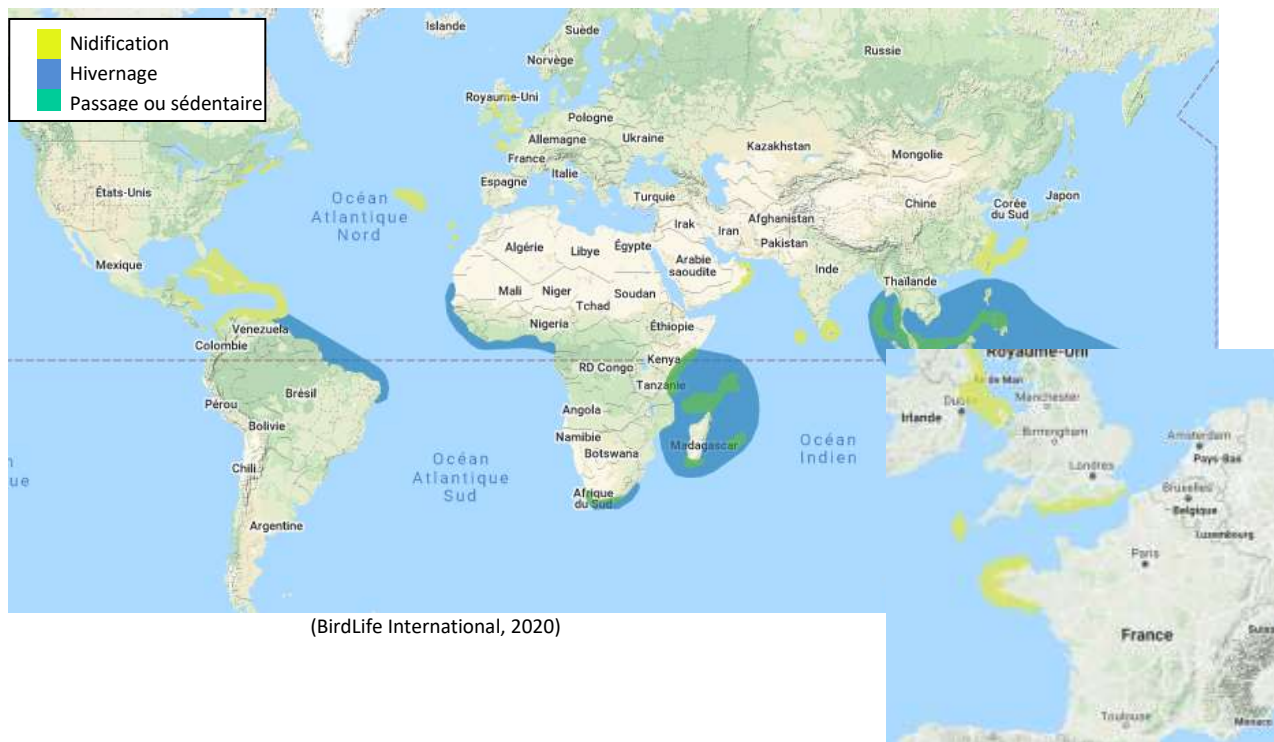 Nidification
Hivernage
Passage ou sédentaire
Islande
Suède
Norvège
Russie
Royaume-Uni
Pologne
Allemagne
Ukraine
France
Kazakhstan
Mongolie
Italie
Espagne
Turquie
États-Unis
Océan
Atlantique
Nord
Chine
Corée
du Sud
Japon
Irak
Iran
Afghanistan
Pakistan
Algérie
Libye
Égypte
Arabie
saoudite
Inde
Mexique
Mali
Niger
Tchad
Soudan
Thaïlande
Nigeria
Éthiopie
Venezuela
Colombie
Kenya
RD Congo
Tanzanie
Brésil
Pérou
Angola
Bolivie
Namibie
Botswana
Madagascar
Océan
Indien
Océan
Atlantique
Sud
Chili
ue
Afrique
du Sud
Argentine
(BirdLife International, 2020)
Royaume-Uni
de Man
Manchester
Irlande
Birmingham
Amsterdam
Pays-Bas
Londres
Bruxelles
Belgique
Luxembourg
Paris
France
Toulouse